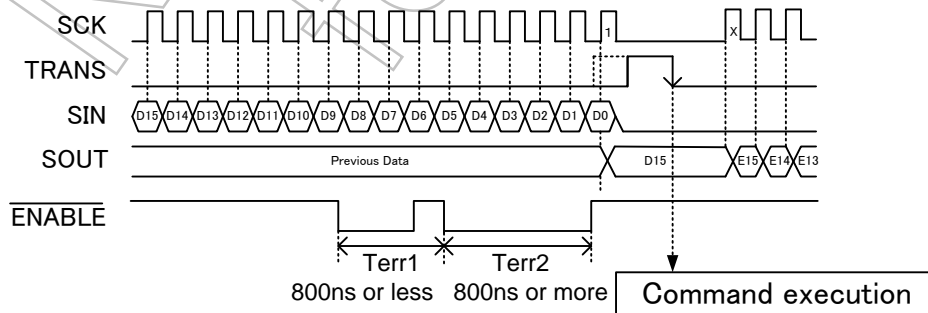 SCK
1
X
TRANS
SIN
D15 D14 D13 D12 D11 D10 D9 D8 D7 D6 D5 D4 D3 D2 D1 D0
SOUT
Previous Data
D15
E15 E14 E13
ENABLE
Terr1
Terr2
800ns or less
800ns or more
Command execution